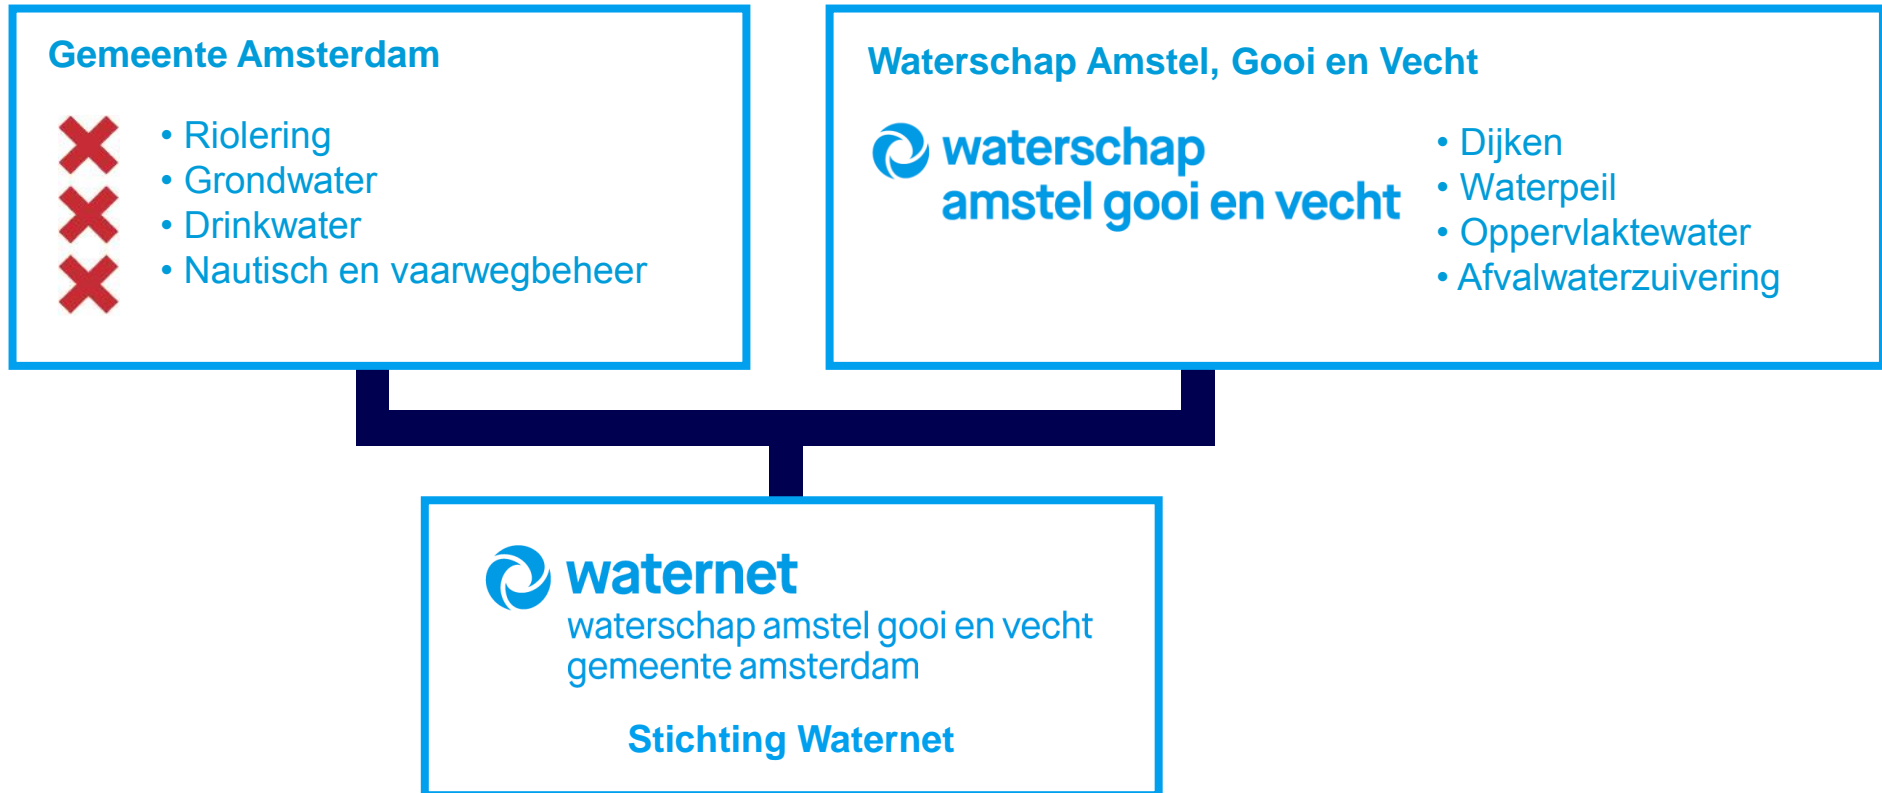 Gemeente Amsterdam
• Riolering
• Grondwater
• Drinkwater
• Nautisch en vaarwegbeheer
Waterschap Amstel, Gooi en Vecht
waterschap
amstel gooi en vecht
• Dijken
• Waterpeil
• Oppervlaktewater
• Afvalwaterzuivering
waternet
waterschap amstel gooi en vecht
gemeente amsterdam
Stichting Waternet